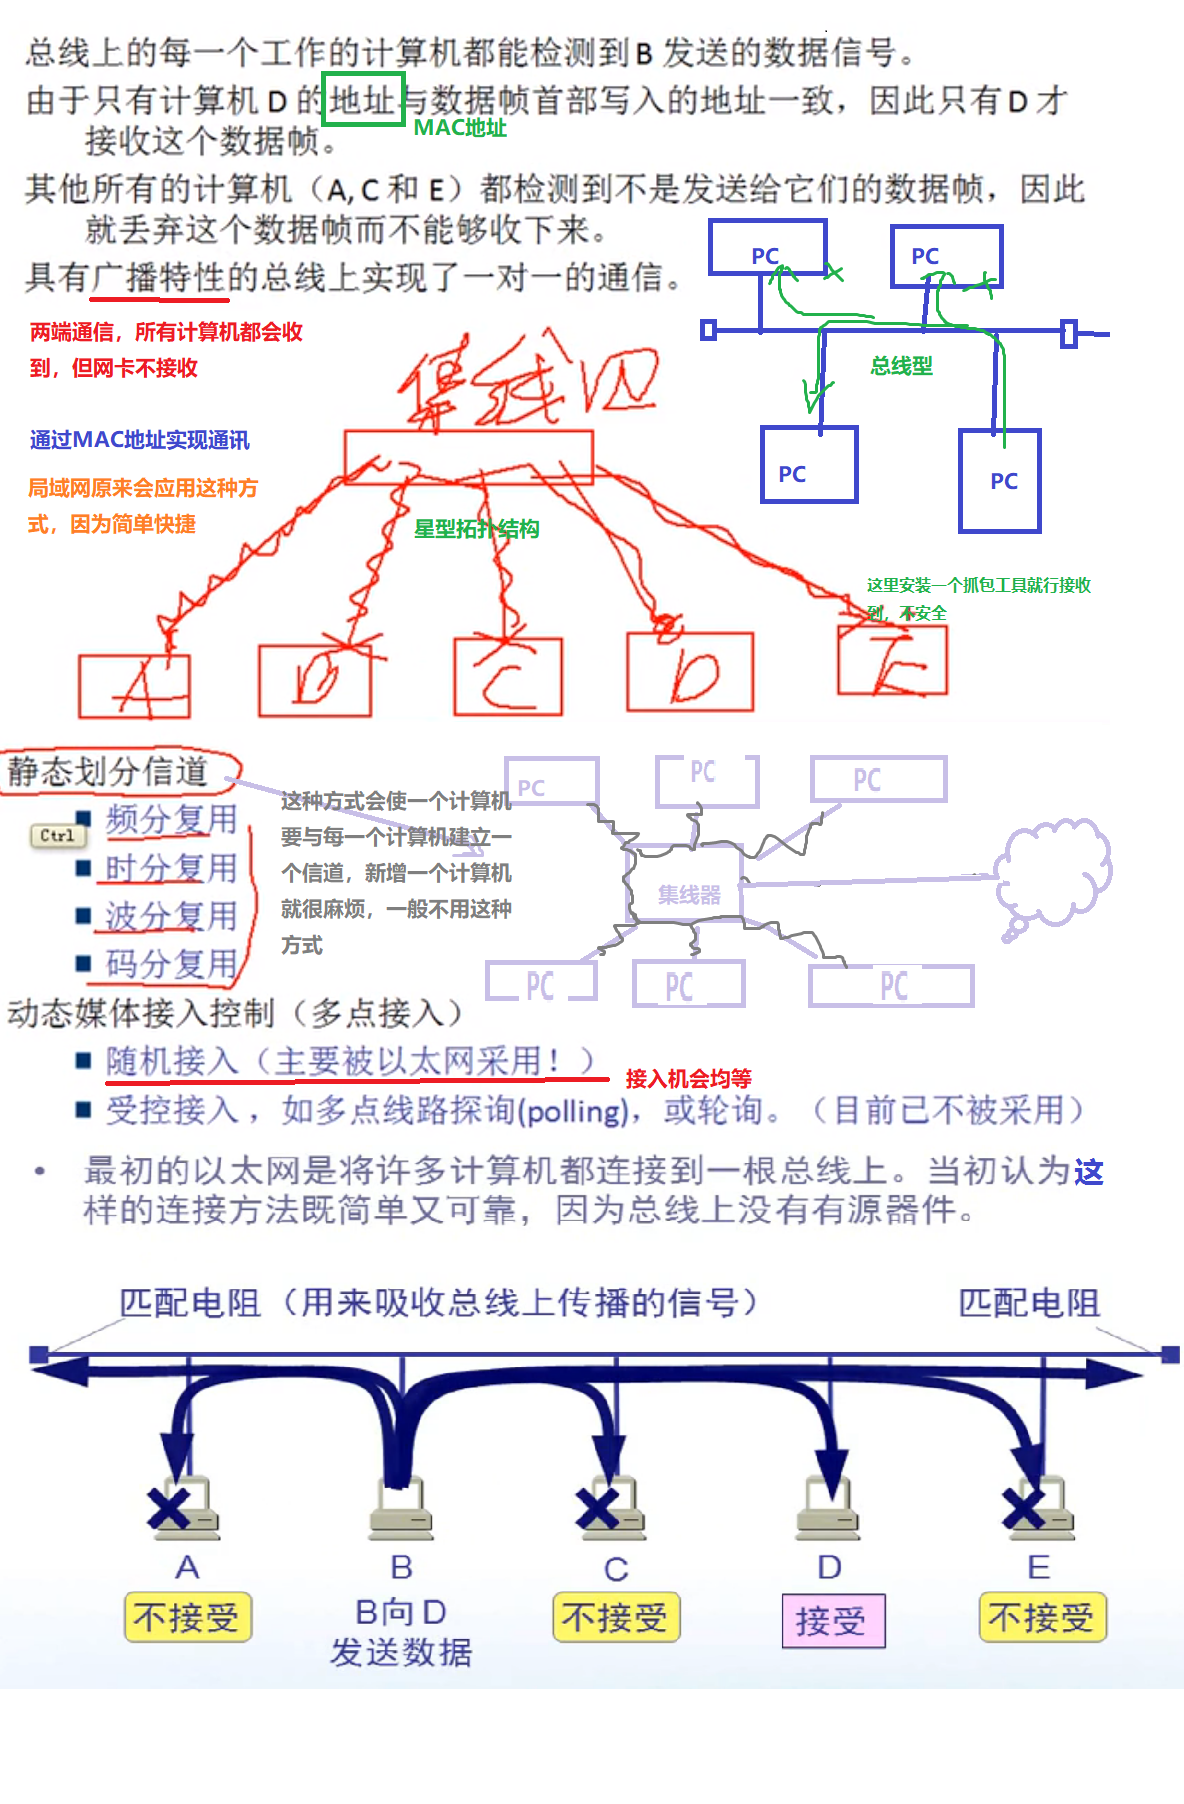 总线上的每一个工作的计算机都能检测到 B 发送的数据信号。
由于只有计算机 D 的地址与数据帧首部写入的地址一致，因此只有 D 才
接收这个数据帧。
MAC地址
其他所有的计算机（A, C 和 E）都检测到不是发送给它们的数据帧，因此
就丢弃这个数据帧而不能够收下来。
具有广播特性的总线上实现了一对一的通信。
PC
PC
两端通信，所有计算机都会收
到，但网卡不接收
总线型
集线四
通过MAC地址实现通讯
PC
PC
局域网原来会应用这种方
式，因为简单快捷
星型拓扑结构
这里安装一个抓包工具就行接收
到，不安全
A
D
C
D
E
静态划分信道
频分复用
Ctrl
时分复用
波分复用
码分复用
这种方式会使一个计算机
要与每一个计算机建立一
个信道，新增一个计算机
就很麻烦，一般不用这种
方式
PC
PC
PC
集线器
PC
PC
PC
动态媒体接入控制（多点接入）
随机接入（主要被以太网采用！）
接入机会均等
受控接入 ，如多点线路探询(polling)，或轮询。（目前已不被采用）
• 最初的以太网是将许多计算机都连接到一根总线上。当初认为这
样的连接方法既简单又可靠，因为总线上没有有源器件。
匹配电阻（用来吸收总线上传播的信号）
匹配电阻
A
B
C
D
E
不接受
B向 D
发送数据
不接受
接受
不接受